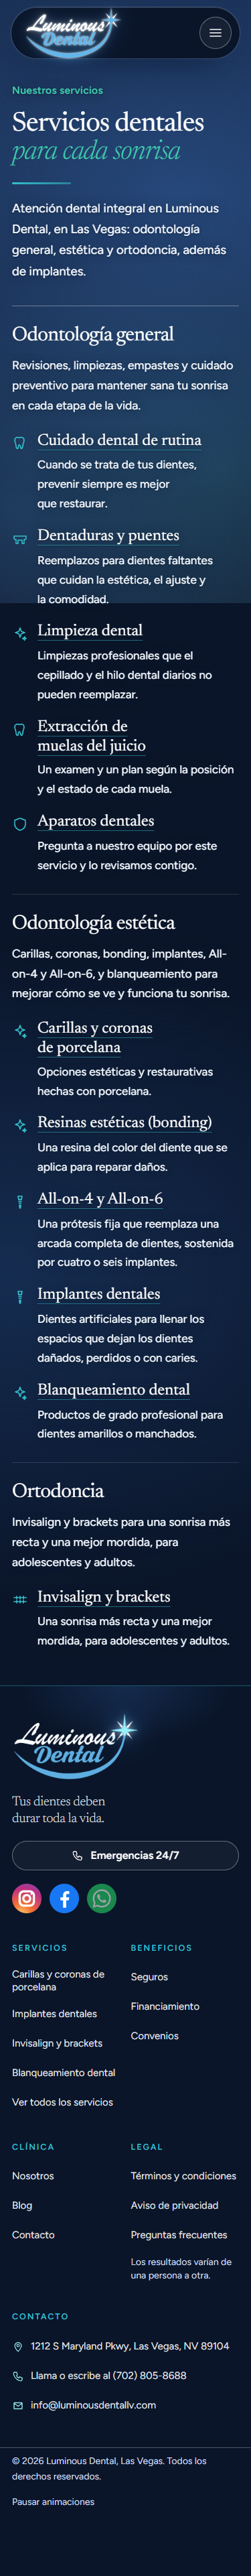 Luminous
Dental
Nuestros servicios
Servicios dentales
para cada sonrisa
Atención dental integral en Luminous
Dental, en Las Vegas: odontología
general, estética y ortodoncia, además
de implantes.
Odontología general
Revisiones, limpiezas, empastes y cuidado
preventivo para mantener sana tu sonrisa
en cada etapa de la vida.
Cuidado dental de rutina
Cuando se trata de tus dientes,
prevenir siempre es mejor
que restaurar.
Dentaduras y puentes
Reemplazos para dientes faltantes
que cuidan la estética, el ajuste y
la comodidad.
Limpieza dental
Limpiezas profesionales que el
cepillado y el hilo dental diarios no
pueden reemplazar.
Extracción de
muelas del juicio
Un examen y un plan según la posición
y el estado de cada muela.
Aparatos dentales
Pregunta a nuestro equipo por este
servicio y lo revisamos contigo.
Odontología estética
Carillas, coronas, bonding, implantes, All-
on-4 y All-on-6, y blanqueamiento para
mejorar cómo se ve y funciona tu sonrisa.
Carillas y coronas
de porcelana
Opciones estéticas y restaurativas
hechas con porcelana.
Resinas estéticas (bonding)
Una resina del color del diente que se
aplica para reparar daños.
All-on-4 y All-on-6
Una prótesis fija que reemplaza una
arcada completa de dientes, sostenida
por cuatro o seis implantes.
Implantes dentales
Dientes artificiales para llenar los
espacios que dejan los dientes
dañados, perdidos o con caries.
Blanqueamiento dental
Productos de grado profesional para
dientes amarillos o manchados.
Ortodoncia
Invisalign y brackets para una sonrisa más
recta y una mejor mordida, para
adolescentes y adultos.
Invisalign y brackets
Una sonrisa más recta y una mejor
mordida, para adolescentes y adultos.
Luminous
Dental
Tus dientes deben
durar toda la vida.
Emergencias 24/7
SERVICIOS
Carillas y coronas de
porcelana
Implantes dentales
Invisalign y brackets
Blanqueamiento dental
Ver todos los servicios
BENEFICIOS
Seguros
Financiamiento
Convenios
CLÍNICA
Nosotros
Blog
Contacto
LEGAL
Términos y condiciones
Aviso de privacidad
Preguntas frecuentes
Los resultados varían de
una persona a otra.
CONTACTO
1212 S Maryland Pkwy, Las Vegas, NV 89104
Llama o escribe al (702) 805-8688
info@luminousdentallv.com
© 2026 Luminous Dental, Las Vegas. Todos los
derechos reservados.
Pausar animaciones